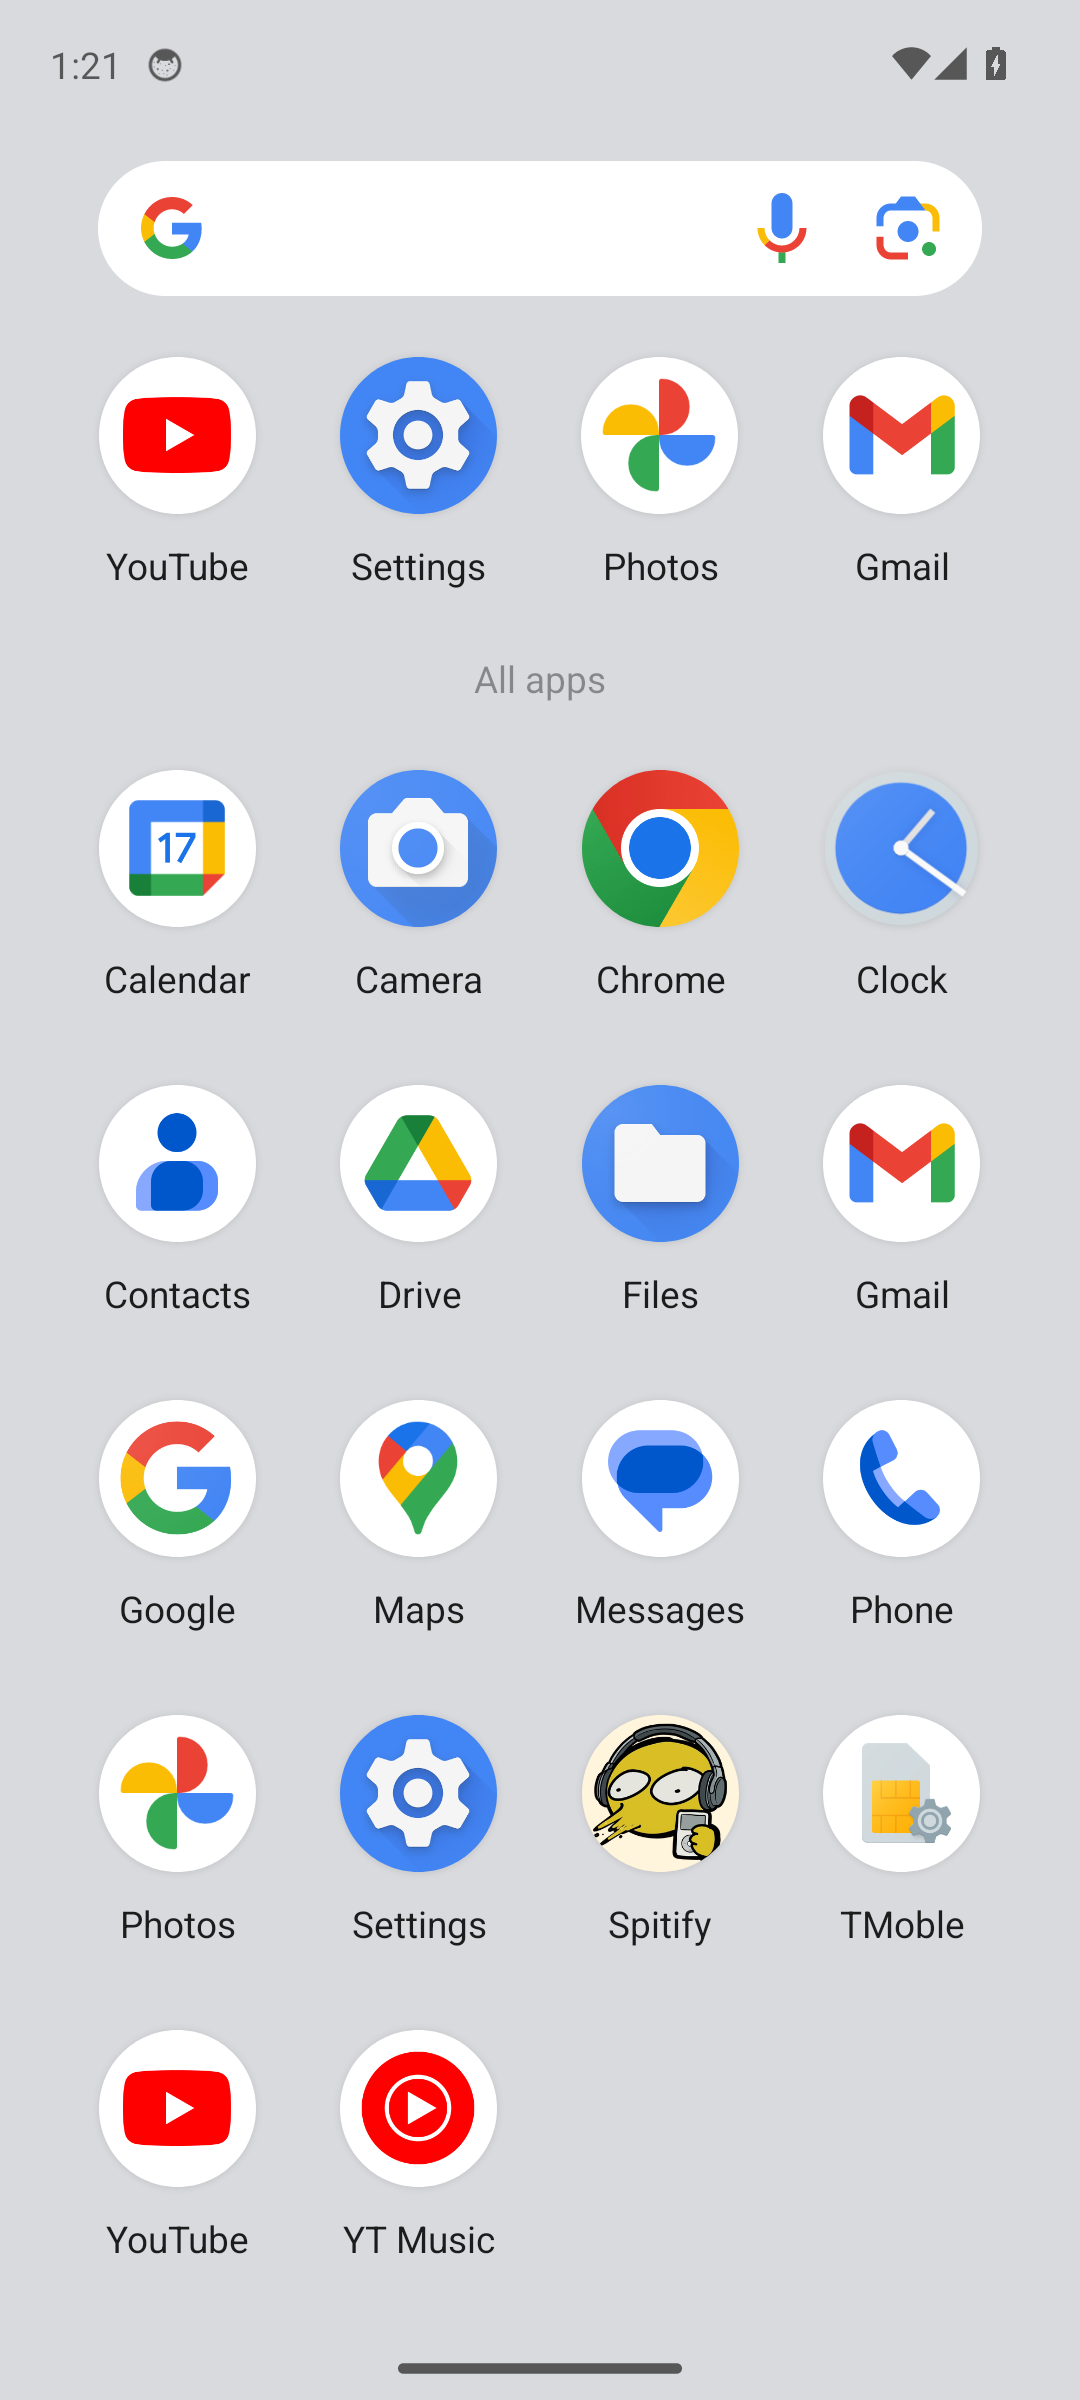 1:21
YouTube Settings Photos Gmail
All apps
17
Calendar Camera Chrome Clock
Contacts Drive Files Gmail
Google Maps Messages Phone
Photos Settings Spitify TMoble
YouTube YT Music